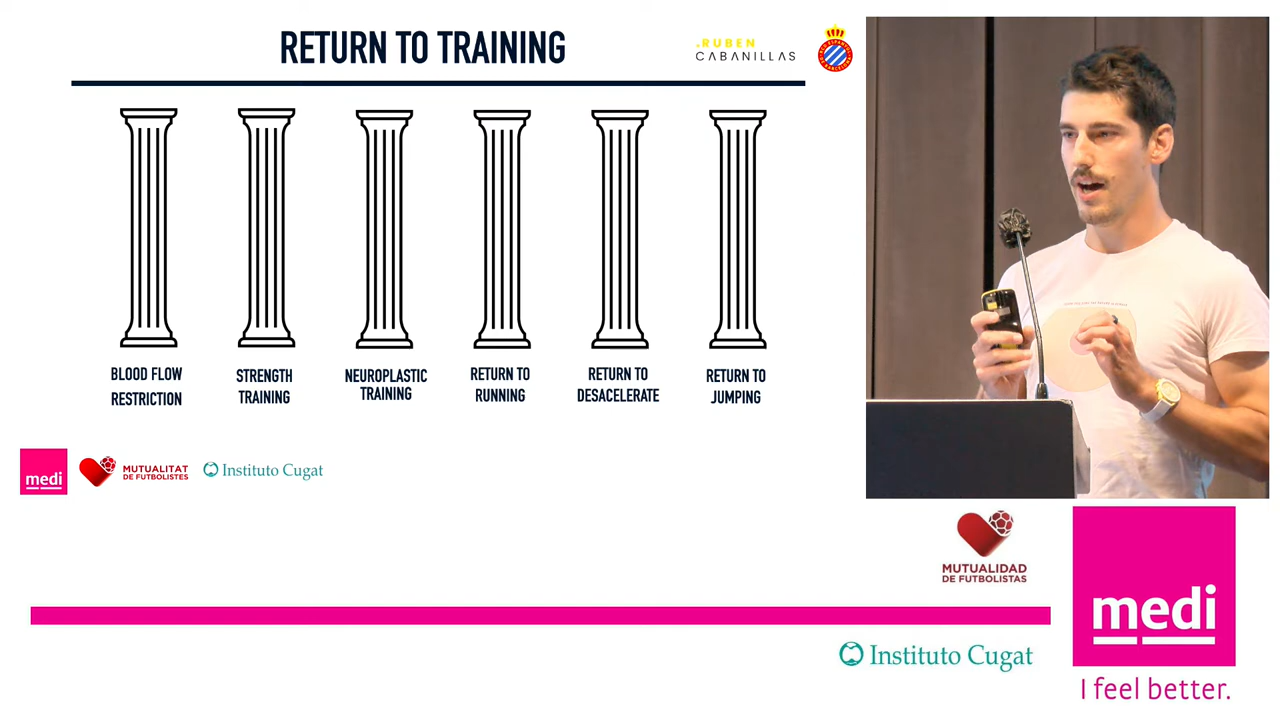 RETURN TO TRAINING
.RUBEN
CABANILLAS
BLOOD FLOW
RESTRICTION
STRENGTH
TRAINING
NEUROPLASTIC
TRAINING
RETURN TO
RUNNING
RETURN TO
DESACELERATE
RETURN TO
JUMPING
medi
MUTUALITAT
DE FUTBOLISTES
Instituto Cugat
MUTUALIDAD
DE FUTBOLISTAS
medi
Instituto Cugat
I feel better.